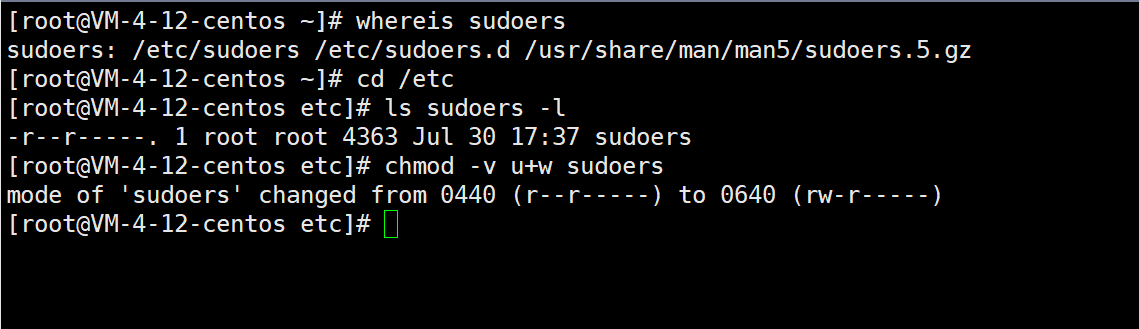 [root@VM-4-12-centos ~]# whereis sudoers
sudoers: /etc/sudoers /etc/sudoers.d /usr/share/man/man5/sudoers.5.gz
[root@VM-4-12-centos ~]# cd /etc
[root@VM-4-12-centos etc]# ls sudoers -l
-r--r-----. 1 root root 4363 Jul 30 17:37 sudoers
[root@VM-4-12-centos etc]# chmod -v u+w sudoers
mode of 'sudoers' changed from 0440 (r--r-----) to 0640 (rw-r-----)
[root@VM-4-12-centos etc]#